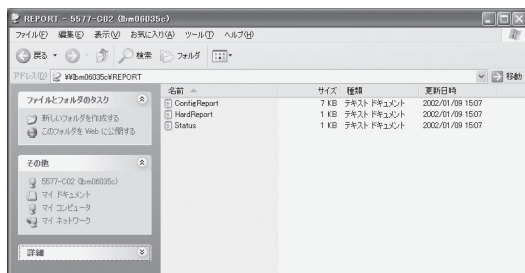 REPORT - 5577-C02 (Ibm06035c)
ファイル(F) 編集(E) 表示(V) お気に入り(A) ツール(T) ヘルプ(H)
戻る 検索 フォルダ
アドレス(D) ¥¥Ibm06035c¥REPORT 移動
ファイルとフォルダのタスク
新しいフォルダを作成する
このフォルダを Web に公開する
その他
5577-C02 (Ibm06035c)
マイ ドキュメント
マイ コンピュータ
マイ ネットワーク
詳細
名前 サイズ 種類 更新日時
ConfigReport 7 KB テキスト ドキュメント 2002/01/09 15:07
HardReport 1 KB テキスト ドキュメント 2002/01/09 15:07
Status 1 KB テキスト ドキュメント 2002/01/09 15:07